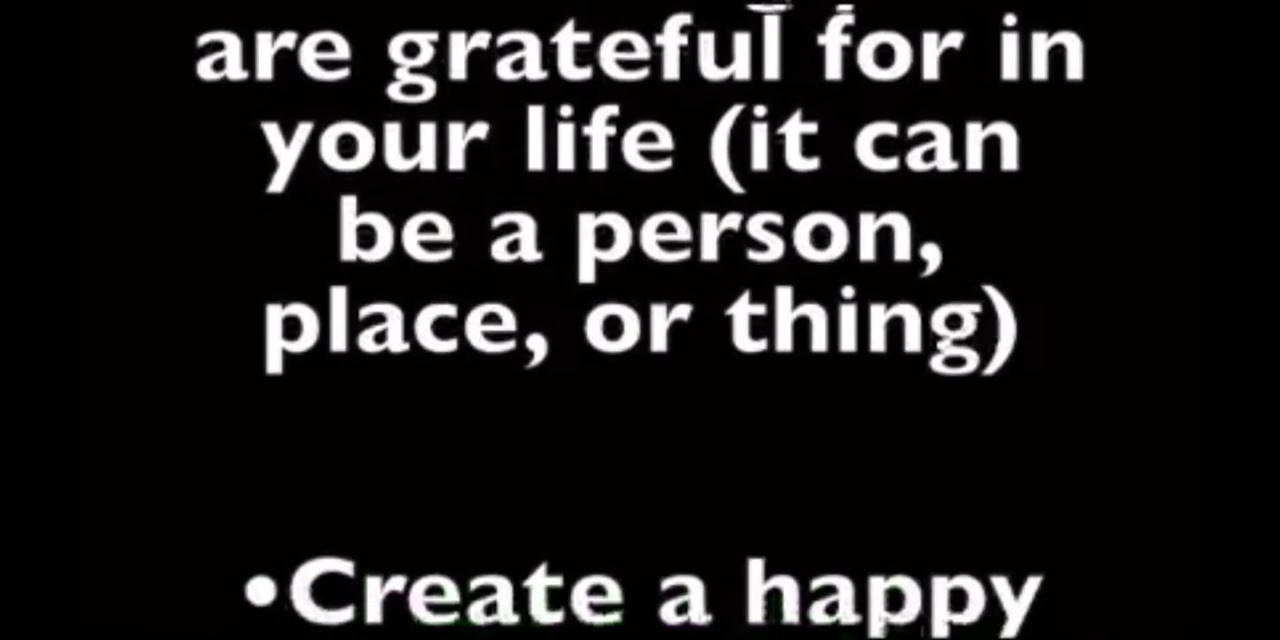 are grateful for in
your life (it can
be a person,
place, or thing)
•Create a happy